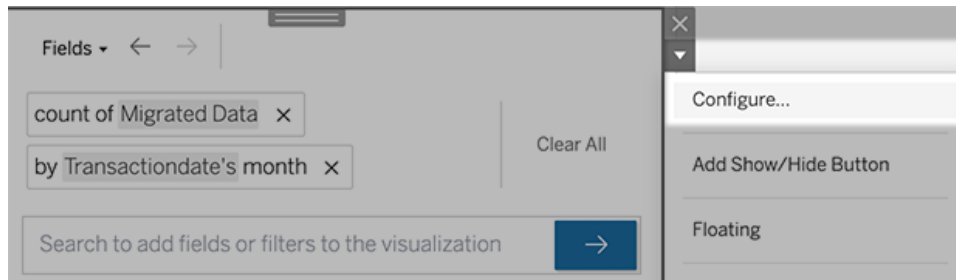 Fields
count of Migrated Data
by Transactiondate's month
Clear All
Search to add fields or filters to the visualization
Configure...
Add Show/Hide Button
Floating